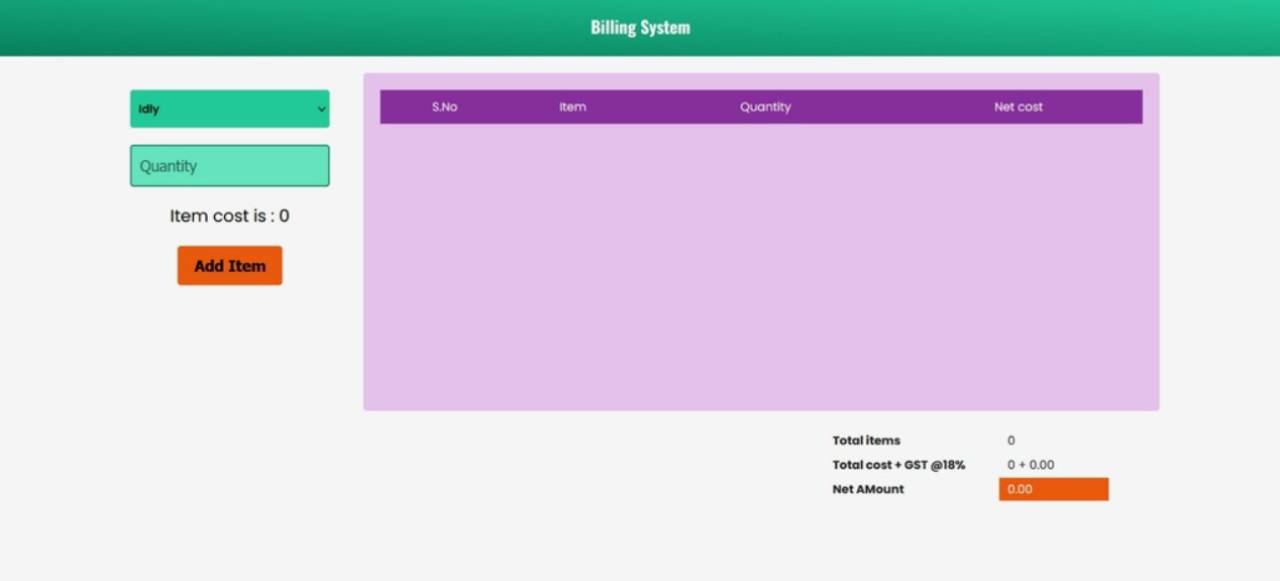 Billing System
Idly
Quantity
Item cost is : 0
Add Item
S.No Item Quantity Net cost
Total items 0
Total cost + GST @18% 0 + 0.00
Net AMount 0.00